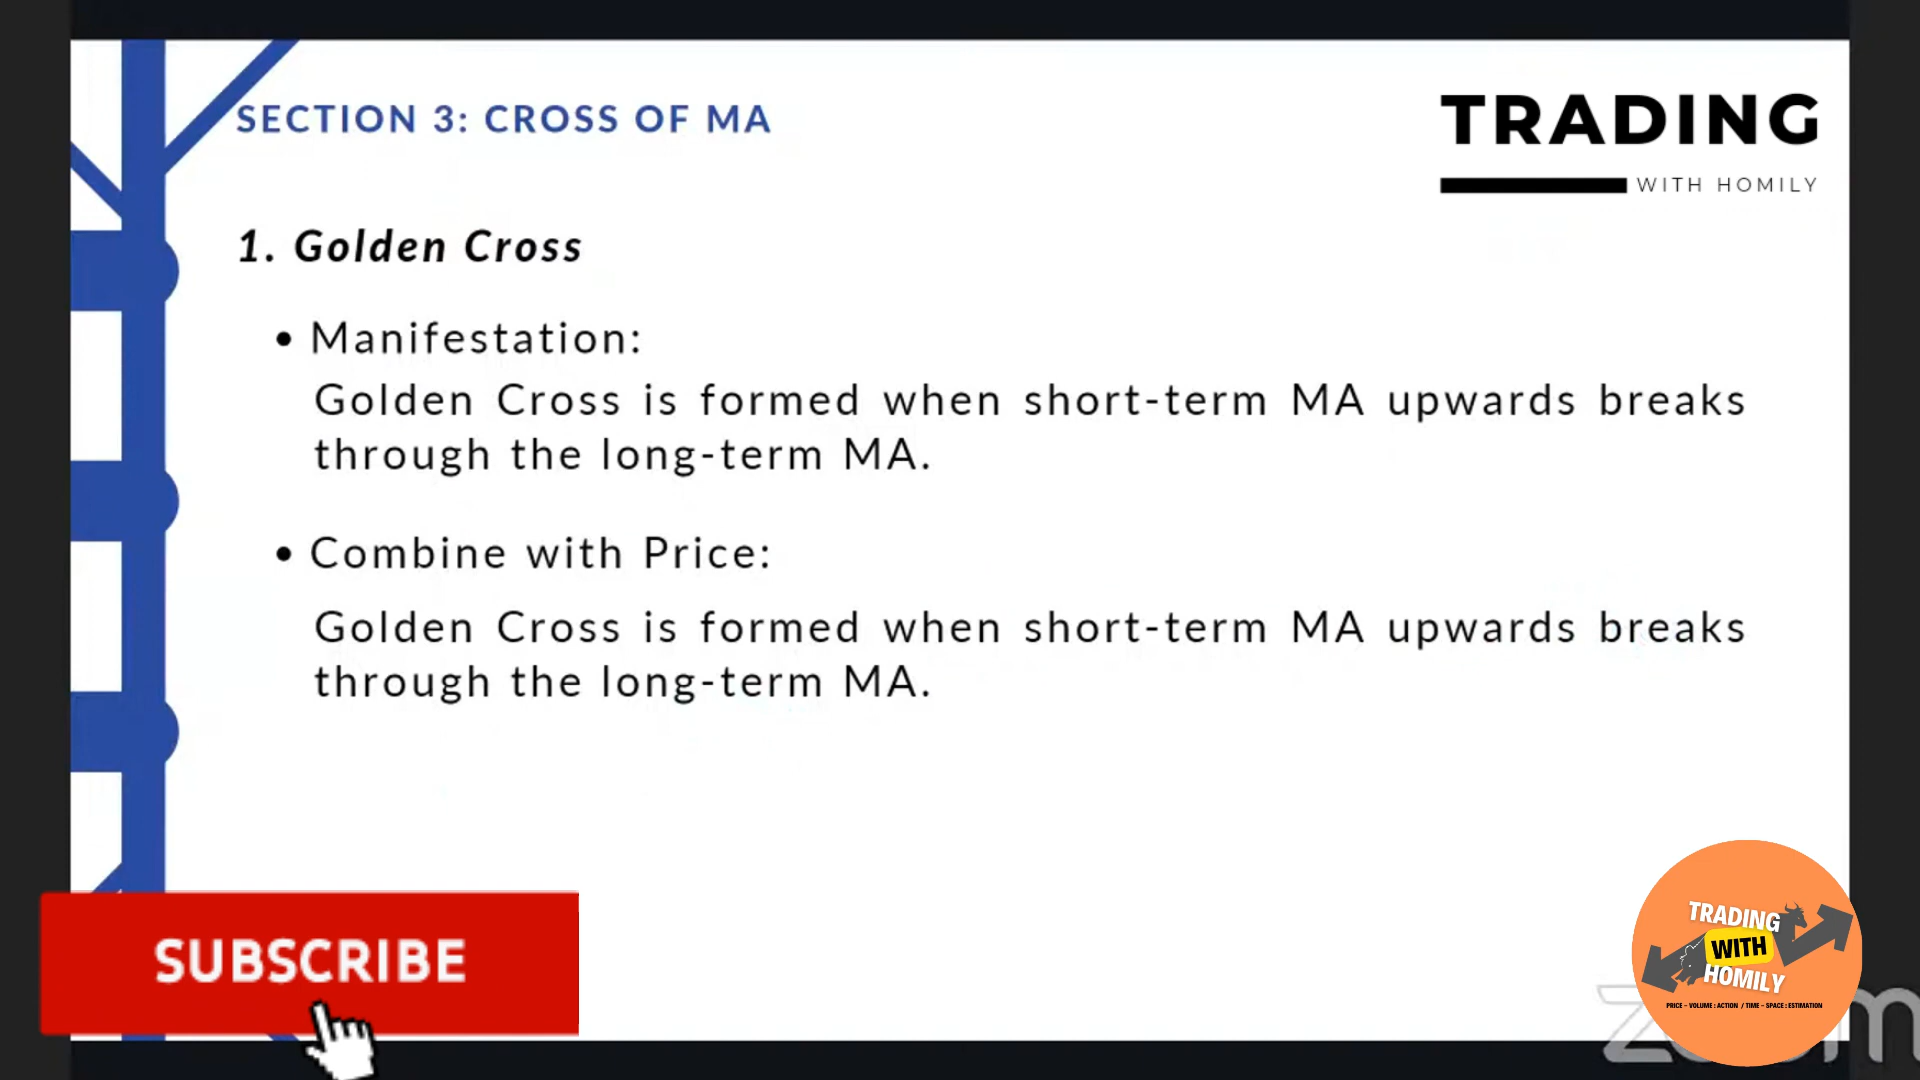 SECTION 3: CROSS OF MA
TRADING
WITH HOMILY
1. Golden Cross
• Manifestation:
Golden Cross is formed when short-term MA upwards breaks
through the long-term MA.
• Combine with Price:
Golden Cross is formed when short-term MA upwards breaks
through the long-term MA.
SUBSCRIBE
TRADING
WITH
HOMILY
PRICE – VOLUME : ACTION / TIME – SPACE : ESTIMATION
zoom